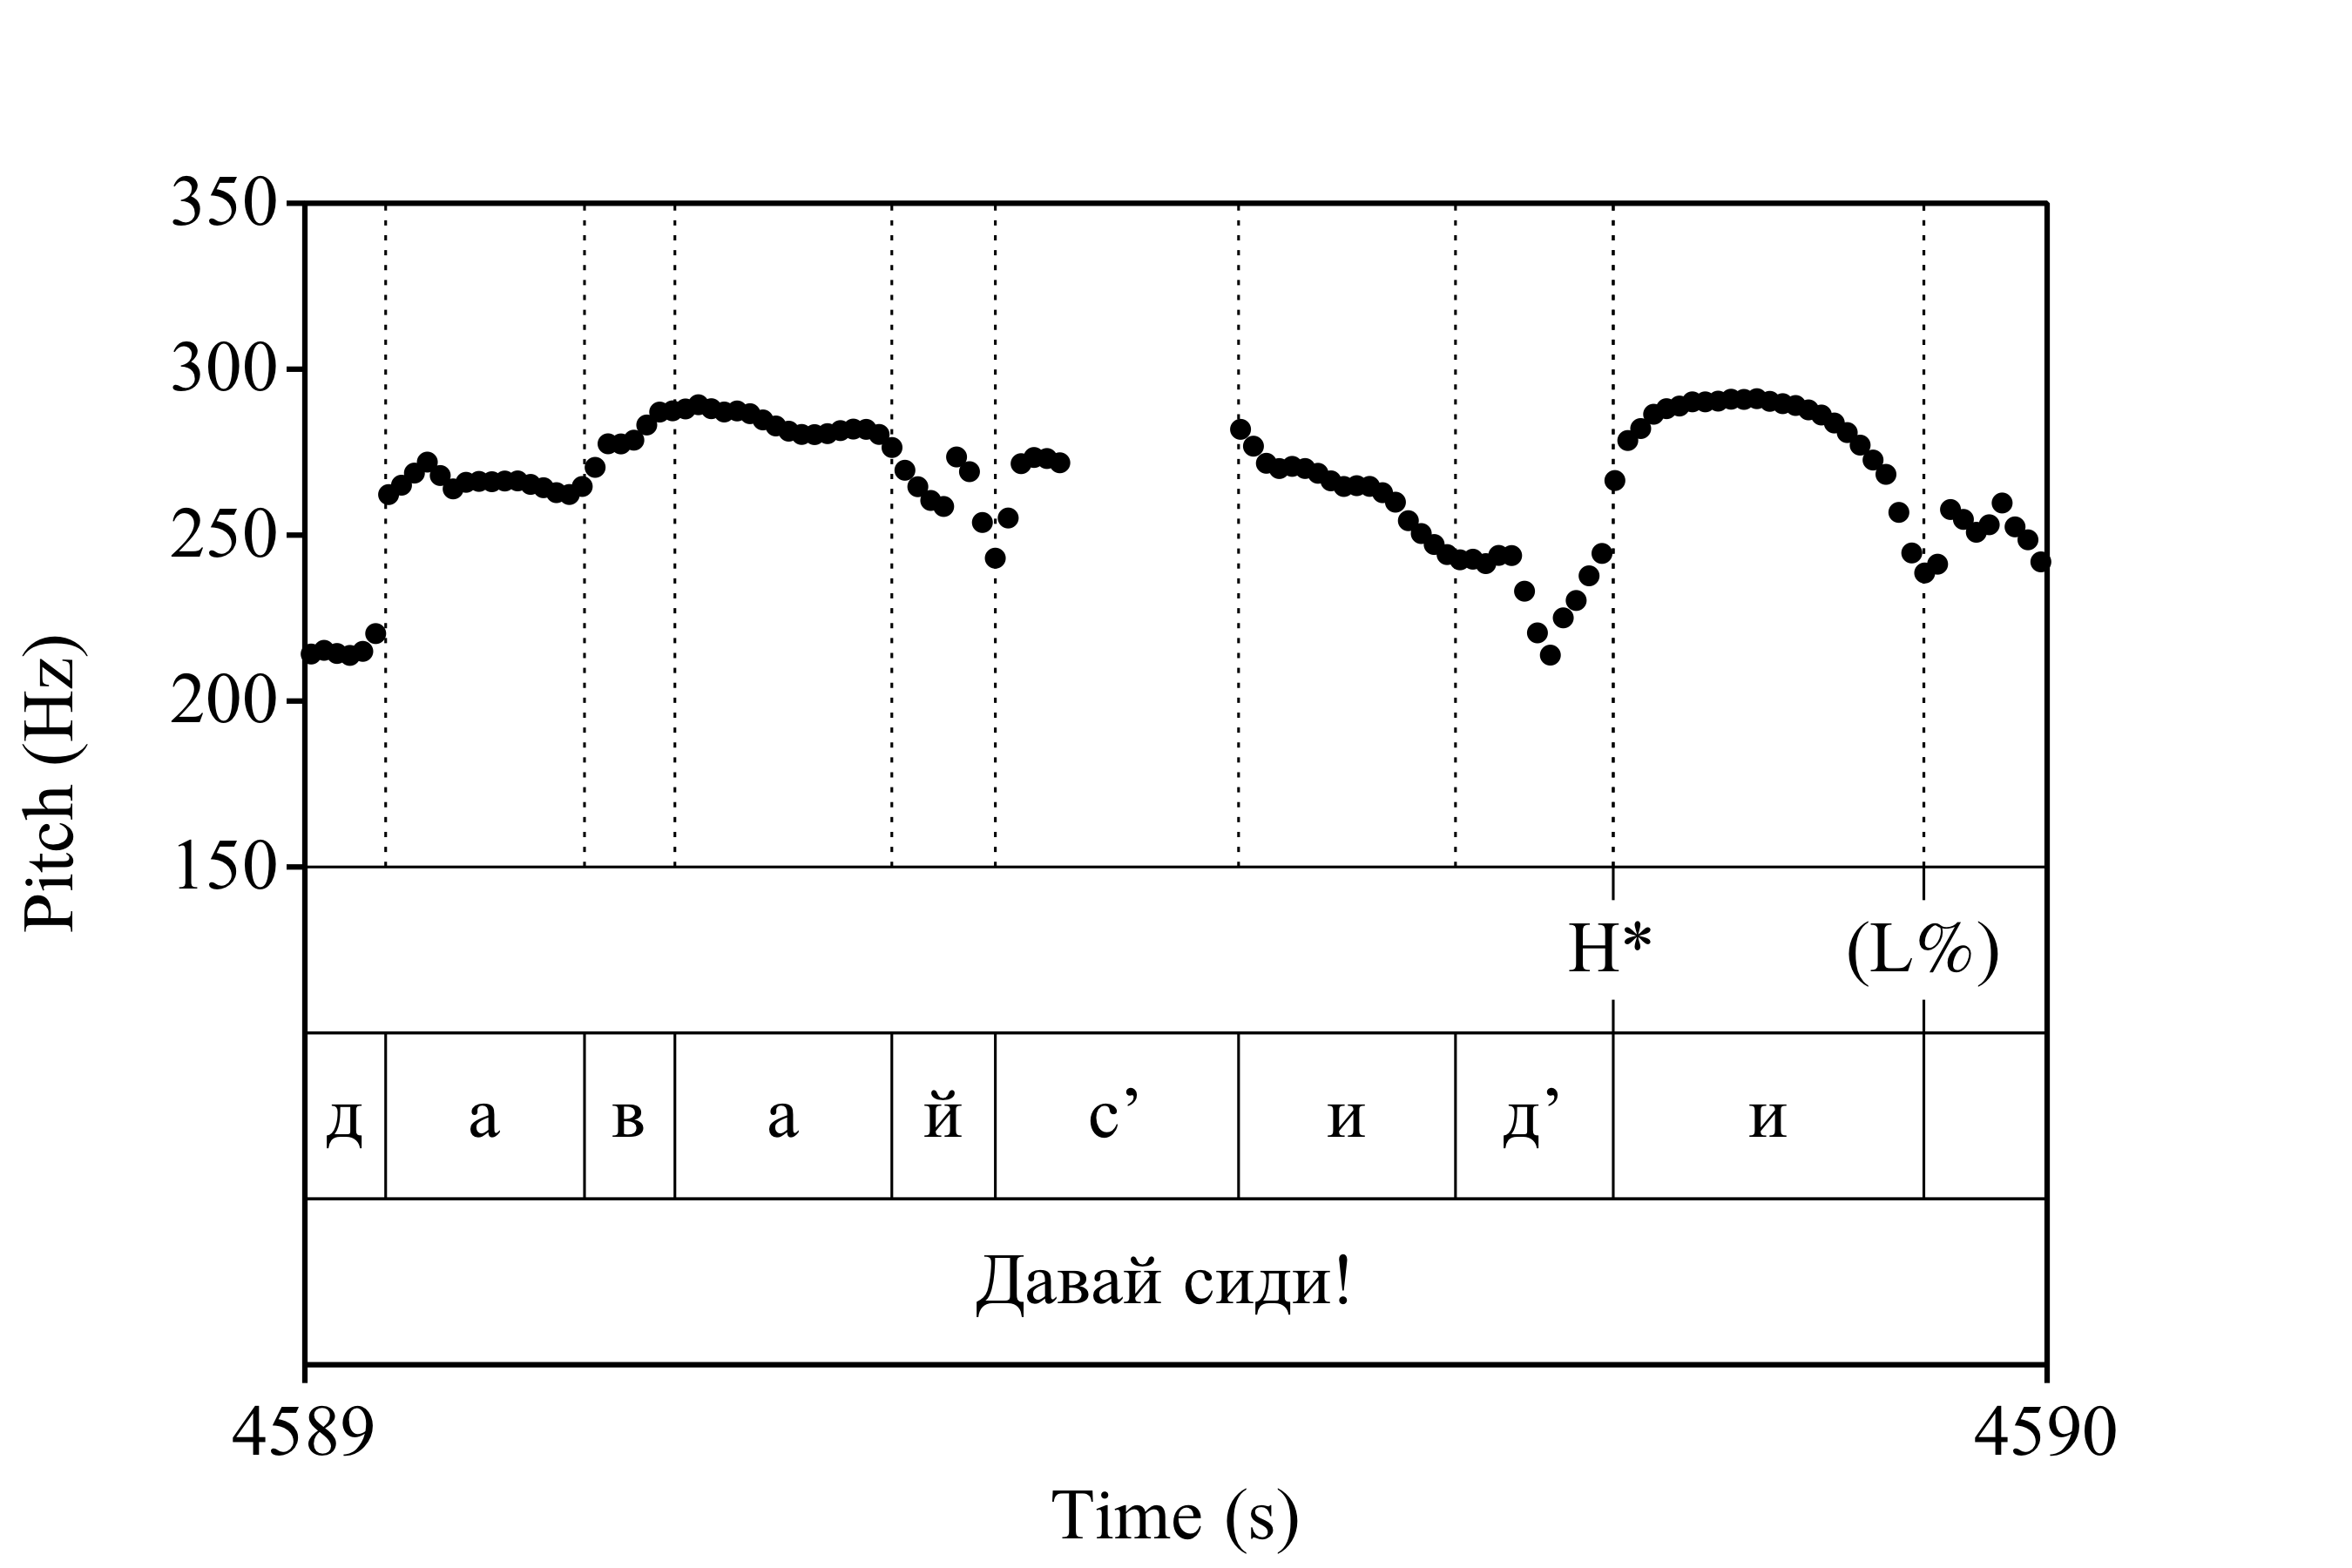 350
300
250
200
150
Pitch (Hz)
H* (L%)
д а в а й с’ и д’ и
Давай сиди!
4589 4590
Time (s)